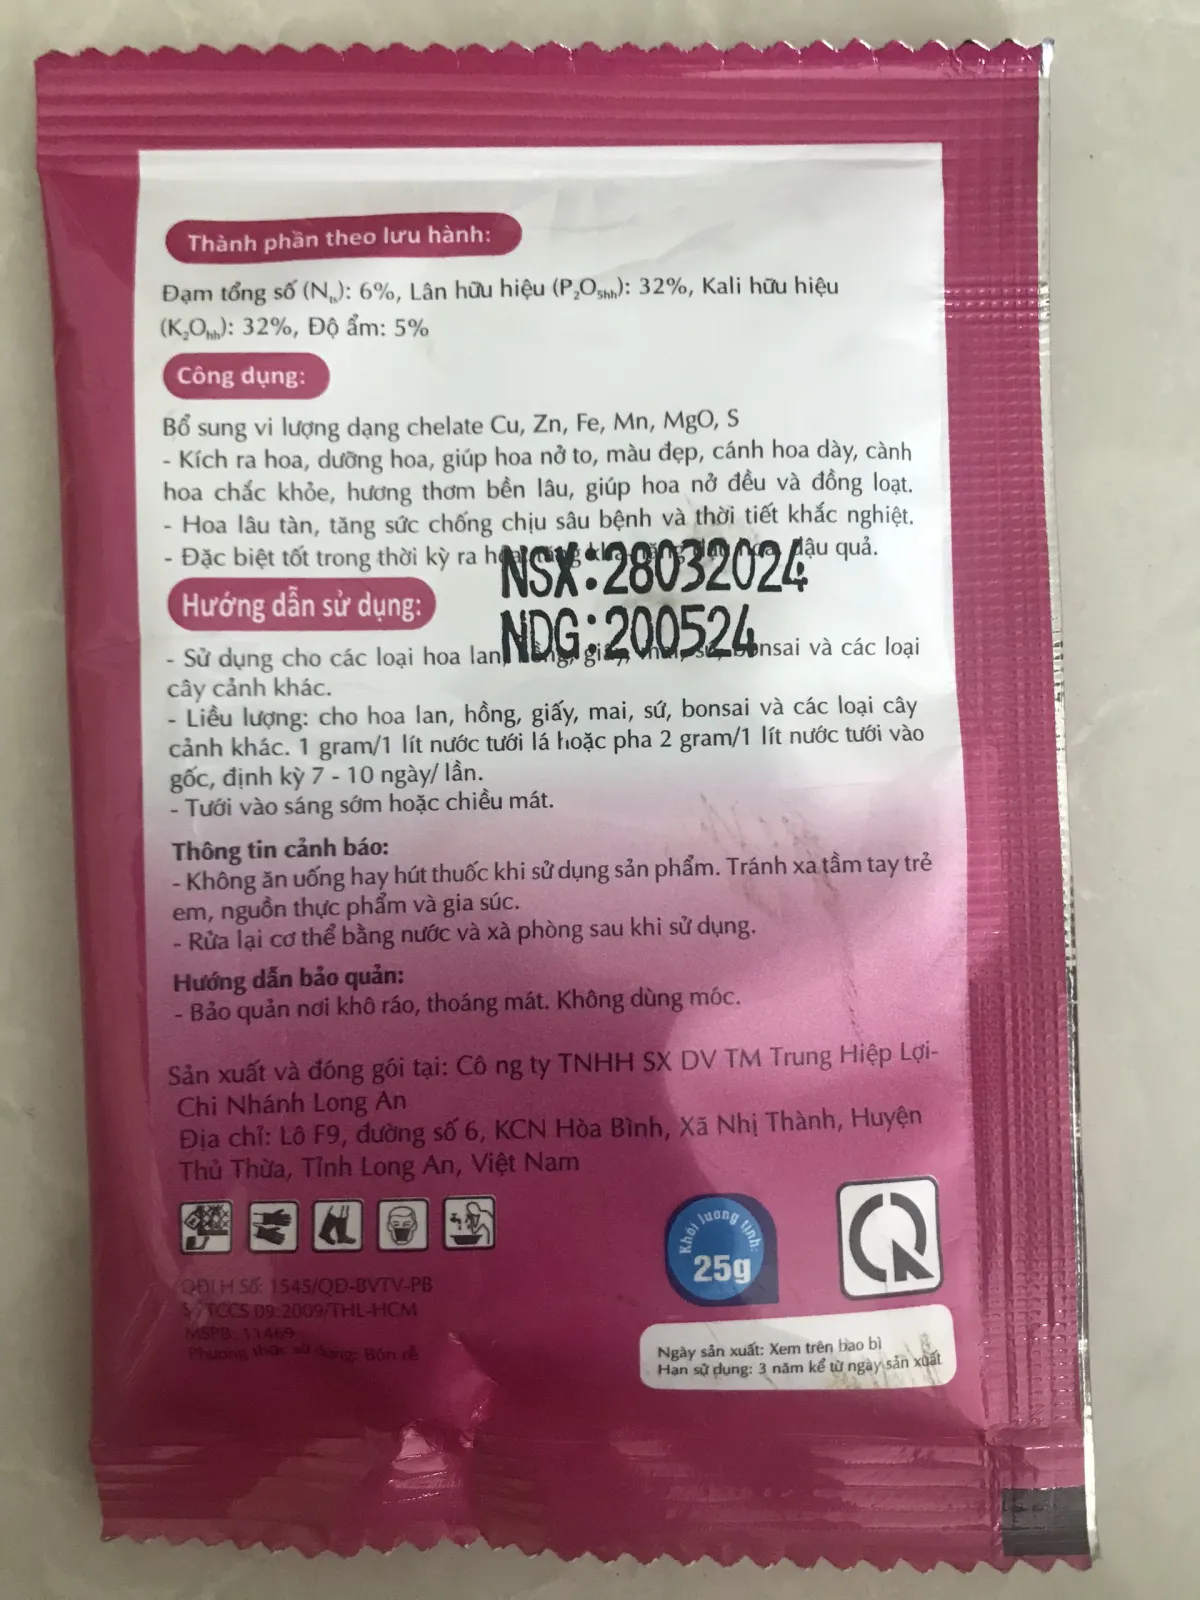 Thành phần theo lưu hành:
Đạm tổng số (Nts): 6%, Lân hữu hiệu (P2O5hh): 32%, Kali hữu hiệu
(K2Ohh): 32%, Độ ẩm: 5%
Công dụng:
Bổ sung vi lượng dạng chelate Cu, Zn, Fe, Mn, MgO, S
- Kích ra hoa, dưỡng hoa, giúp hoa nở to, màu đẹp, cánh hoa dày, cành
hoa chắc khỏe, hương thơm bền lâu, giúp hoa nở đều và đồng loạt.
- Hoa lâu tàn, tăng sức chống chịu sâu bệnh và thời tiết khắc nghiệt.
- Đặc biệt tốt trong thời kỳ ra hoa, đậu quả.
NSX:28032024
Hướng dẫn sử dụng:
NDG:200524
- Sử dụng cho các loại hoa lan, bonsai và các loại
cây cảnh khác.
- Liều lượng: cho hoa lan, hồng, giấy, mai, sứ, bonsai và các loại cây
cảnh khác. 1 gram/1 lít nước tưới lá hoặc pha 2 gram/1 lít nước tưới vào
gốc, định kỳ 7 - 10 ngày/ lần.
- Tưới vào sáng sớm hoặc chiều mát.
Thông tin cảnh báo:
- Không ăn uống hay hút thuốc khi sử dụng sản phẩm. Tránh xa tầm tay trẻ
em, nguồn thực phẩm và gia súc.
- Rửa lại cơ thể bằng nước và xà phòng sau khi sử dụng.
Hướng dẫn bảo quản:
- Bảo quản nơi khô ráo, thoáng mát. Không dùng móc.
Sản xuất và đóng gói tại: Cô ng ty TNHH SX DV TM Trung Hiệp Lợi-
Chi Nhánh Long An
Địa chỉ: Lô F9, đường số 6, KCN Hòa Bình, Xã Nhị Thành, Huyện
Thủ Thừa, Tỉnh Long An, Việt Nam
Khối lượng tịnh:
25g
QĐLH Số: 1545/QĐ-BVTV-PB
TCCS 09:2009/THL-HCM
MSPB: 11469
Phương thức sử dụng: Bón rễ
Ngày sản xuất: Xem trên bao bì
Hạn sử dụng: 3 năm kể từ ngày sản xuất